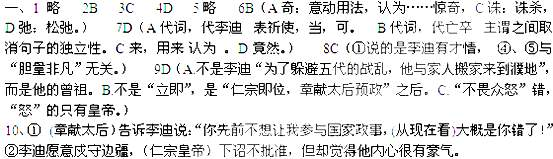 一、1 略 2B 3C 4D 5 略 6B(A 奇：意动用法，认为……惊奇，C 诛：诛杀，
D 弛：松弛。) 7D(A 代词，代李迪 表祈使，当，可。 B 代词，代亡卒 主谓之间取
消句子的独立性。C 来，用来 认为 。D 竟然。) 8C(①说的是李迪有才情， ④、⑤与
“胆量非凡”无关。) 9D(A.不是李迪“为了躲避五代的战乱，他与家人搬家来到濮地”，
而是他的曾祖。B.不是“立即”，是“仁宗即位，章献太后预政”之后。C.“不畏众怒”错，
“怒”的只有皇帝。)
10、①（章献太后）告诉李迪说：“你先前不想让我参与国家政事，（从现在看）大概是你错了！”
②李迪愿意戍守边疆，（仁宗皇帝）下诏不批准，但却觉得他内心很有豪气。